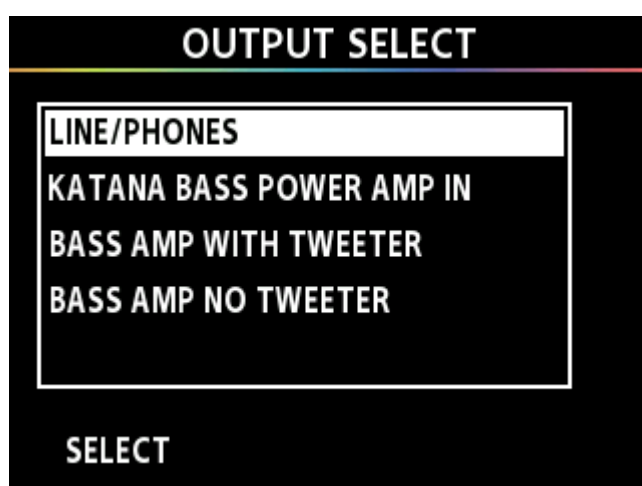 OUTPUT SELECT
LINE/PHONES
KATANA BASS POWER AMP IN
BASS AMP WITH TWEETER
BASS AMP NO TWEETER
SELECT